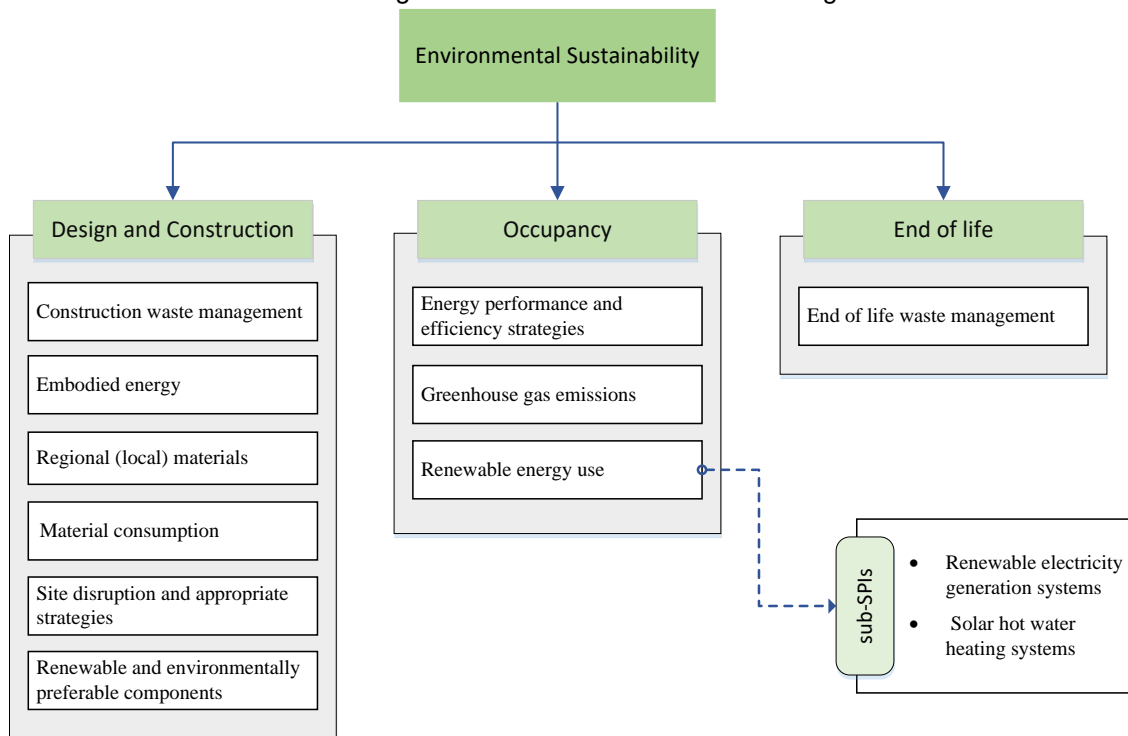 Environmental Sustainability
Design and Construction
Construction waste management
Embodied energy
Regional (local) materials
Material consumption
Site disruption and appropriate
strategies
Renewable and environmentally
preferable components
Occupancy
Energy performance and
efficiency strategies
Greenhouse gas emissions
Renewable energy use
End of life
End of life waste management
sub-SPIs
• Renewable electricity
generation systems
• Solar hot water
heating systems